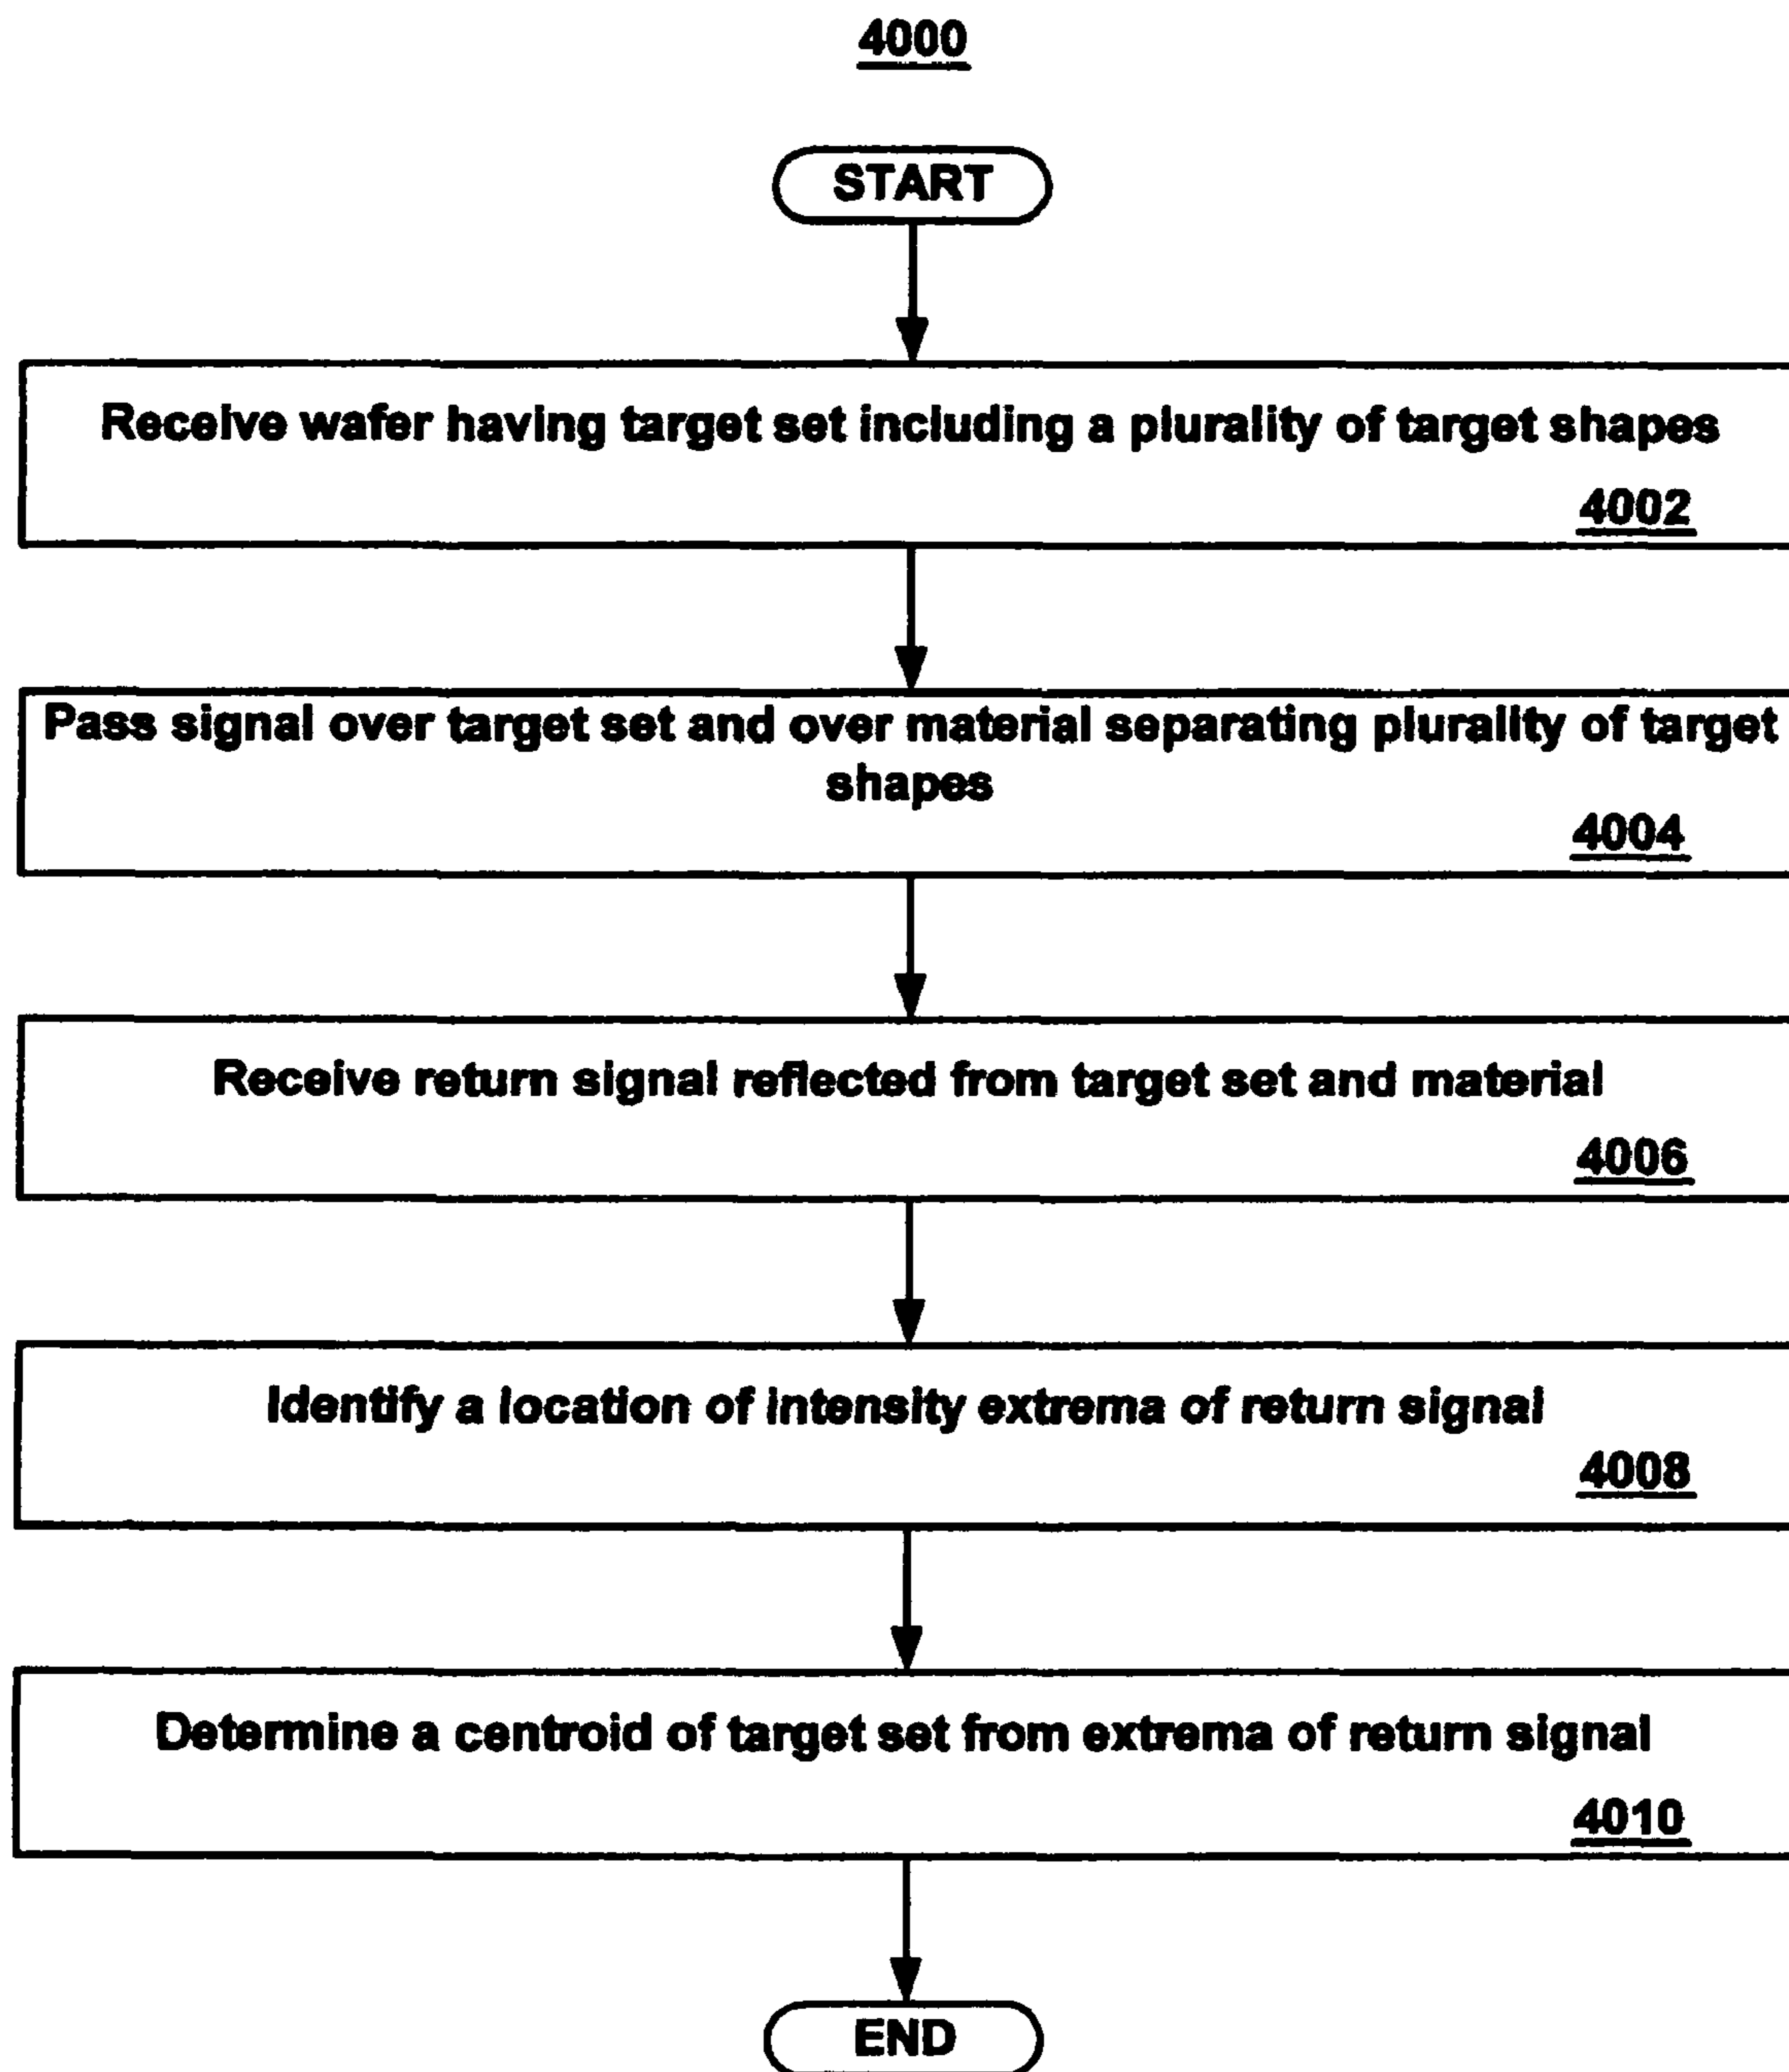 4000
START
Receive wafer having target set including a plurality of target shapes
4002
Pass signal over target set and over material separating plurality of target
shapes
4004
Receive return signal reflected from target set and material
4006
Identify a location of intensity extrema of return signal
4008
Determine a centroid of target set from extrema of return signal
4010
END